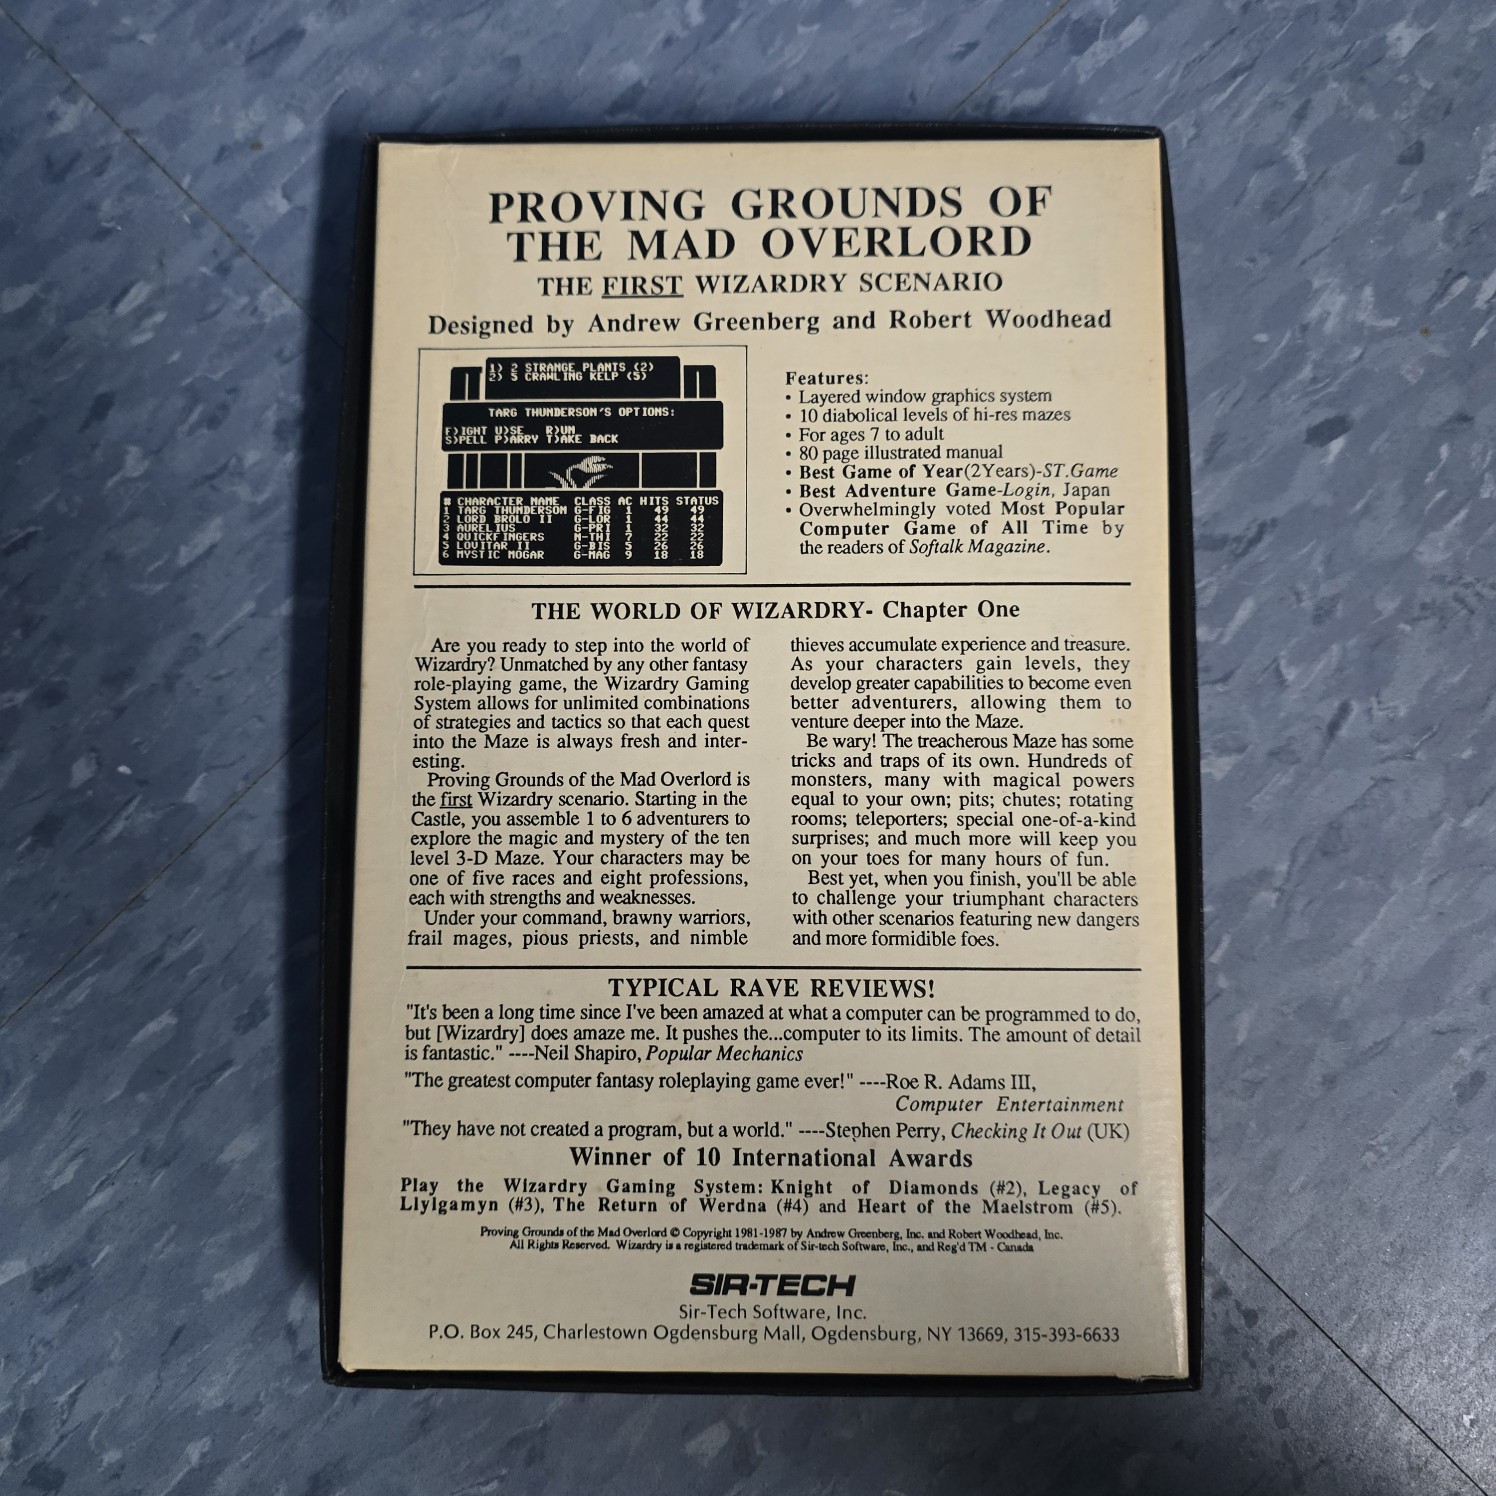 PROVING GROUNDS OF
THE MAD OVERLORD
THE FIRST WIZARDRY SCENARIO
Designed by Andrew Greenberg and Robert Woodhead
1) 2 STRANGE PLANTS (2)
2) 5 CRAWLING KELP (5)
TARG THUNDERSON'S OPTIONS:
F)IGHT U)SE R)UN
S)PELL P)ARRY T)AKE BACK
# CHARACTER NAME CLASS AC HITS STATUS
1 TARG THUNDERSON G-FIG 1 49 49
2 LORD BROLO II G-LOR 1 44 44
3 AURELIUS G-PRI 1 32 32
4 QUICKFINGERS N-THI 7 22 22
5 LOUITAR II G-BIS 5 26 26
6 MYSTIC MOGAR G-MAG 9 18 18
Features:
• Layered window graphics system
• 10 diabolical levels of hi-res mazes
• For ages 7 to adult
• 80 page illustrated manual
• Best Game of Year(2Years)-ST.Game
• Best Adventure Game-Login, Japan
• Overwhelmingly voted Most Popular
Computer Game of All Time by
the readers of Softalk Magazine.
THE WORLD OF WIZARDRY- Chapter One
Are you ready to step into the world of
Wizardry? Unmatched by any other fantasy
role-playing game, the Wizardry Gaming
System allows for unlimited combinations
of strategies and tactics so that each quest
into the Maze is always fresh and inter-
esting.
Proving Grounds of the Mad Overlord is
the first Wizardry scenario. Starting in the
Castle, you assemble 1 to 6 adventurers to
explore the magic and mystery of the ten
level 3-D Maze. Your characters may be
one of five races and eight professions,
each with strengths and weaknesses.
Under your command, brawny warriors,
frail mages, pious priests, and nimble
thieves accumulate experience and treasure.
As your characters gain levels, they
develop greater capabilities to become even
better adventurers, allowing them to
venture deeper into the Maze.
Be wary! The treacherous Maze has some
tricks and traps of its own. Hundreds of
monsters, many with magical powers
equal to your own; pits; chutes; rotating
rooms; teleporters; special one-of-a-kind
surprises; and much more will keep you
on your toes for many hours of fun.
Best yet, when you finish, you'll be able
to challenge your triumphant characters
with other scenarios featuring new dangers
and more formidible foes.
TYPICAL RAVE REVIEWS!
"It's been a long time since I've been amazed at what a computer can be programmed to do,
but [Wizardry] does amaze me. It pushes the...computer to its limits. The amount of detail
is fantastic." ----Neil Shapiro, Popular Mechanics
"The greatest computer fantasy roleplaying game ever!" ----Roe R. Adams III,
Computer Entertainment
"They have not created a program, but a world." ----Stephen Perry, Checking It Out (UK)
Winner of 10 International Awards
Play the Wizardry Gaming System: Knight of Diamonds (#2), Legacy of
Llylgamyn (#3), The Return of Werdna (#4) and Heart of the Maelstrom (#5).
Proving Grounds of the Mad Overlord © Copyright 1981-1987 by Andrew Greenberg, Inc. and Robert Woodhead, Inc.
All Rights Reserved. Wizardry is a registered trademark of Sir-tech Software, Inc., and Reg'd TM - Canada
SIR-TECH
Sir-Tech Software, Inc.
P.O. Box 245, Charlestown Ogdensburg Mall, Ogdensburg, NY 13669, 315-393-6633